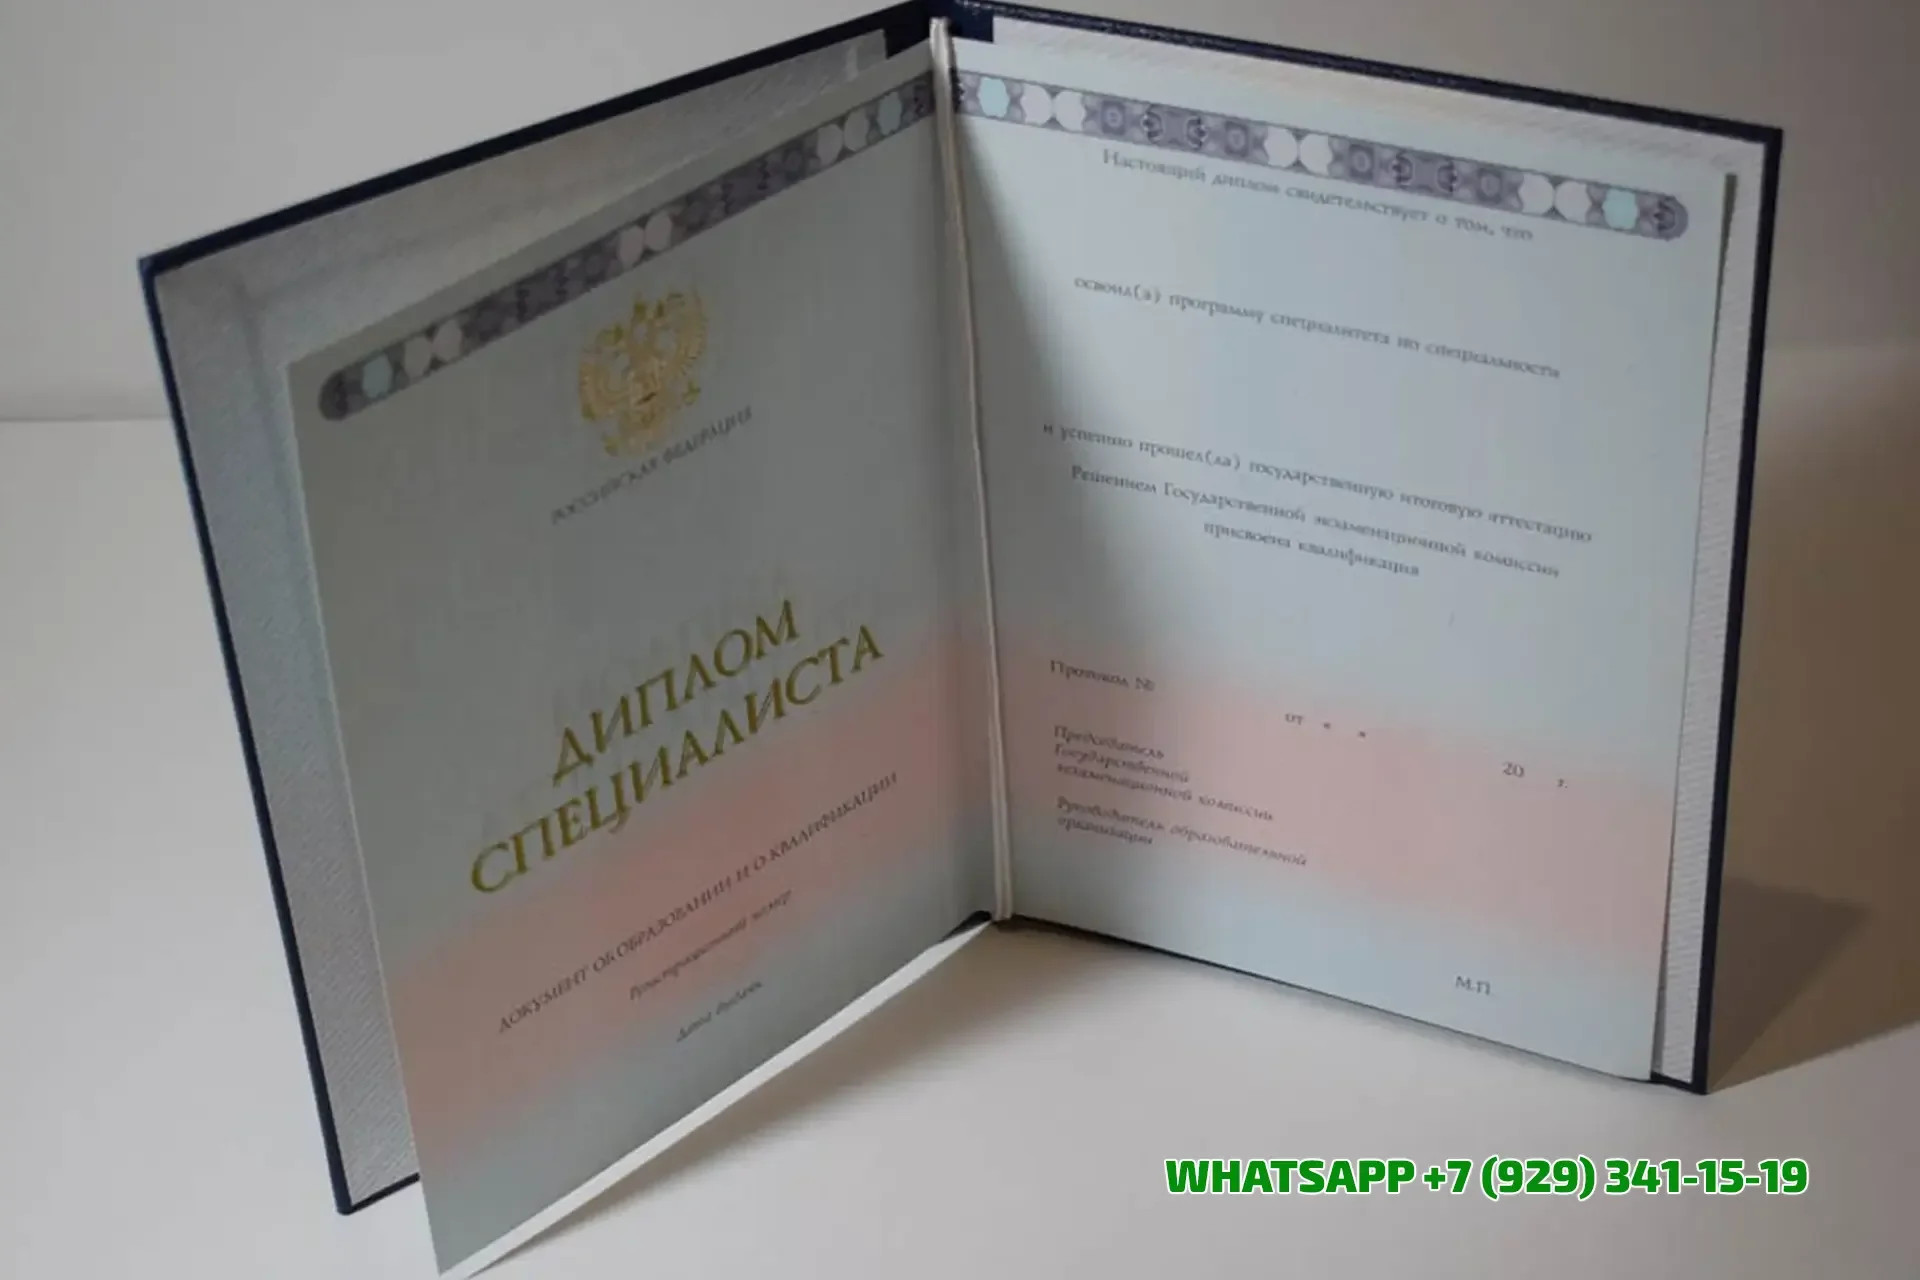 РОССИЙСКАЯ ФЕДЕРАЦИЯ
ДИПЛОМ
СПЕЦИАЛИСТА
ДОКУМЕНТ ОБ ОБРАЗОВАНИИ И О КВАЛИФИКАЦИИ
Регистрационный номер
Дата выдачи
Настоящий диплом свидетельствует о том, что
освоил(а) программу специалитета по специальности
и успешно прошел(ла) государственную итоговую аттестацию
Решением Государственной экзаменационной комиссии
присвоена квалификация
Протокол №
от « » 20 г.
Председатель
Государственной
экзаменационной комиссии
Руководитель образовательной
организации
М.П.
WHATSAPP +7 (929) 341-15-19